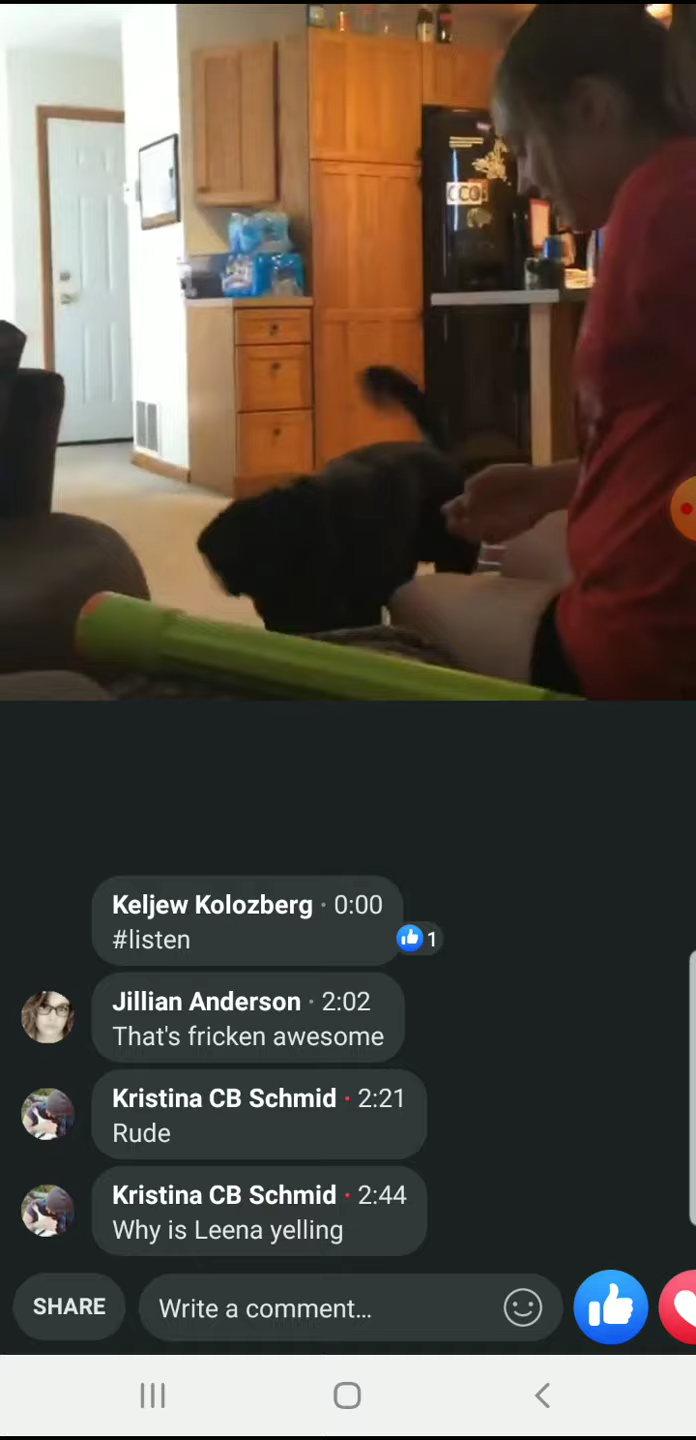 Keljew Kolozberg · 0:00
#listen
1
Jillian Anderson · 2:02
That's fricken awesome
Kristina CB Schmid · 2:21
Rude
Kristina CB Schmid · 2:44
Why is Leena yelling
SHARE
Write a comment...